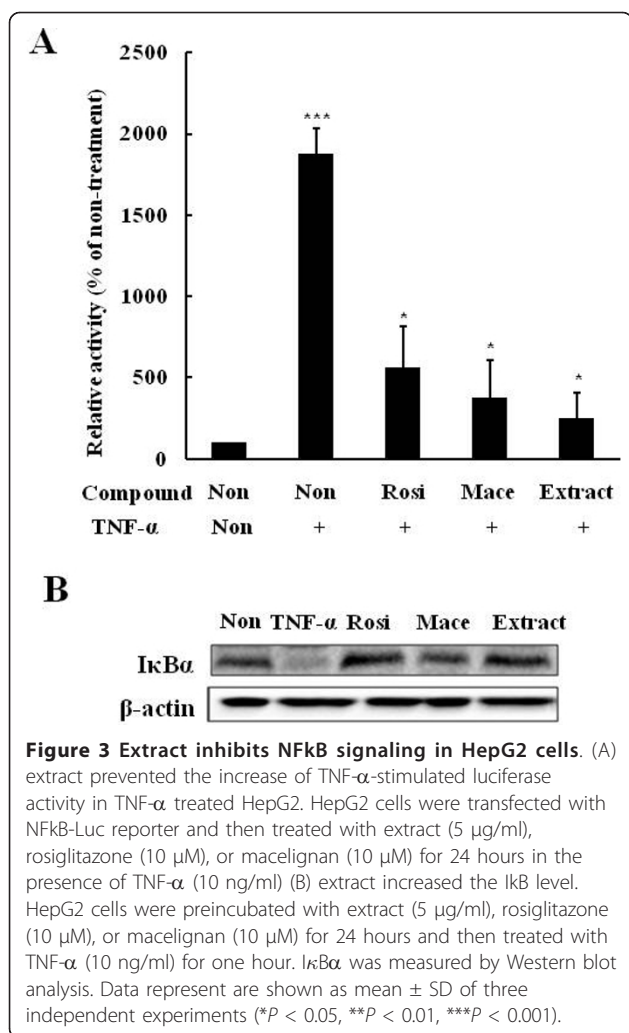 A
Relative activity (% of non-treatment)
2500
2000
1500
1000
500
0
***
*
*
*
Compound Non Non Rosi Mace Extract
TNF-α Non + + + +
B
Non TNF-α Rosi Mace Extract
IκBα
β-actin
Figure 3 Extract inhibits NFkB signaling in HepG2 cells. (A)
extract prevented the increase of TNF-α-stimulated luciferase
activity in TNF-α treated HepG2. HepG2 cells were transfected with
NFkB-Luc reporter and then treated with extract (5 μg/ml),
rosiglitazone (10 μM), or macelignan (10 μM) for 24 hours in the
presence of TNF-α (10 ng/ml) (B) extract increased the IkB level.
HepG2 cells were preincubated with extract (5 μg/ml), rosiglitazone
(10 μM), or macelignan (10 μM) for 24 hours and then treated with
TNF-α (10 ng/ml) for one hour. IκBα was measured by Western blot
analysis. Data represent are shown as mean ± SD of three
independent experiments (*P < 0.05, **P < 0.01, ***P < 0.001).